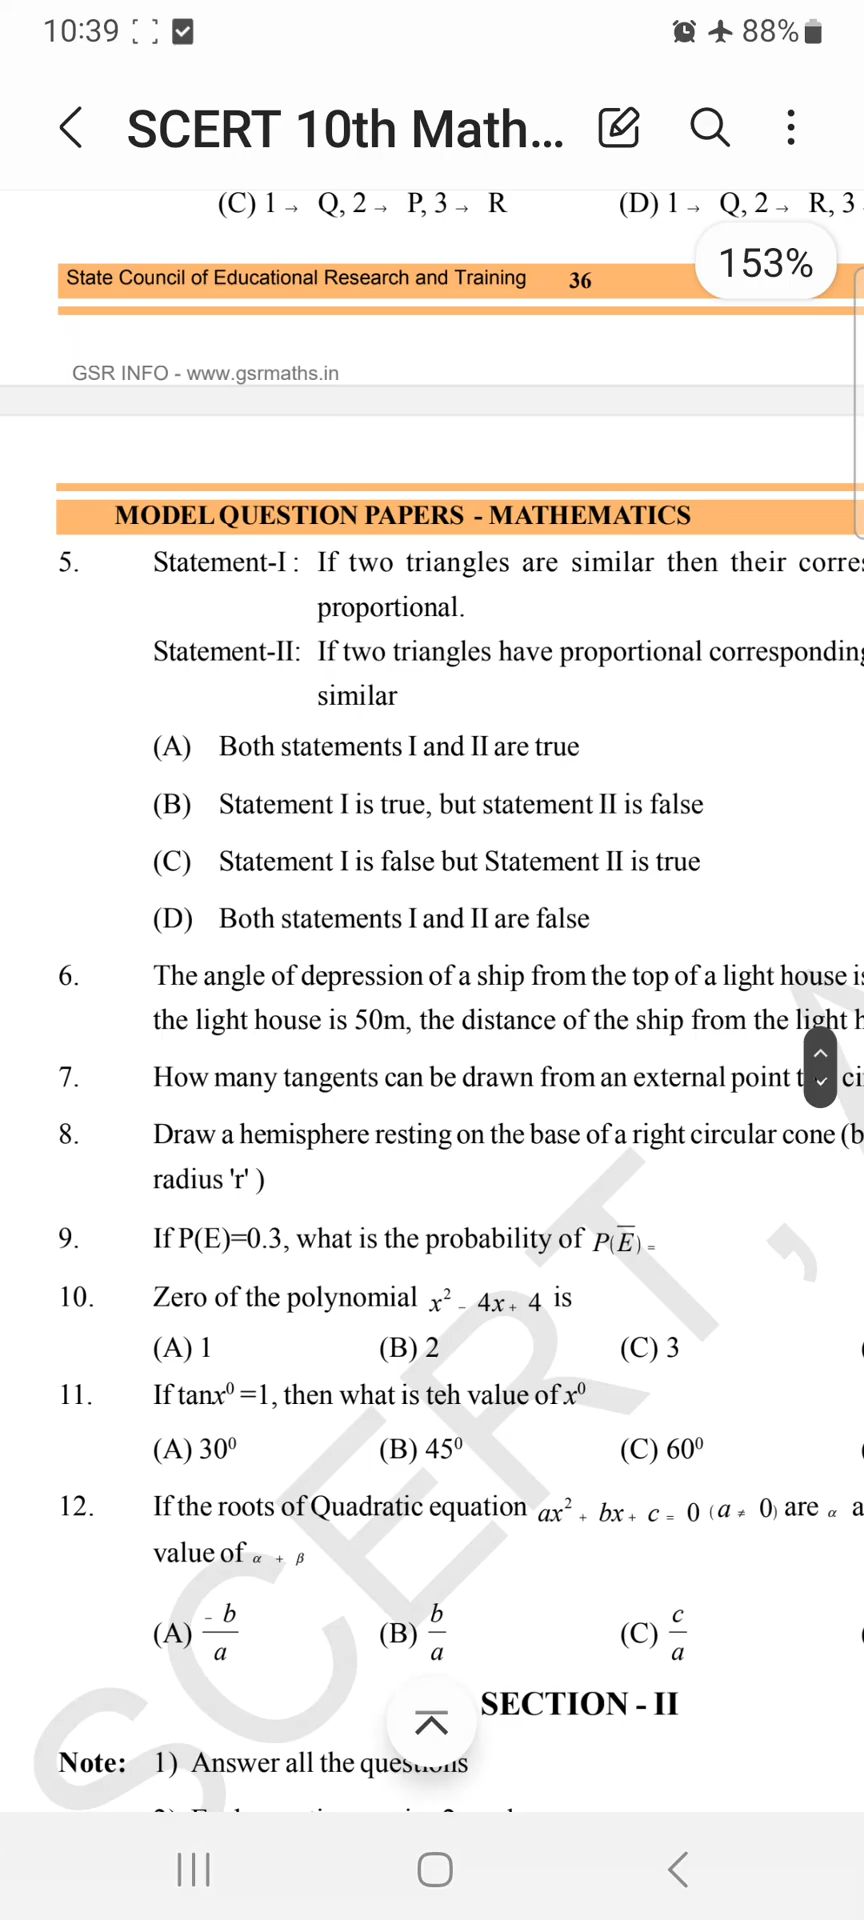 10:39
88%
SCERT 10th Math...
(C) 1 → Q, 2 → P, 3 → R (D) 1 → Q, 2 → R, 3
153%
State Council of Educational Research and Training 36
GSR INFO - www.gsrmaths.in
MODEL QUESTION PAPERS - MATHEMATICS
5. Statement-I : If two triangles are similar then their corres
proportional.
Statement-II: If two triangles have proportional corresponding
similar
(A) Both statements I and II are true
(B) Statement I is true, but statement II is false
(C) Statement I is false but Statement II is true
(D) Both statements I and II are false
6. The angle of depression of a ship from the top of a light house is
the light house is 50m, the distance of the ship from the light h
7. How many tangents can be drawn from an external point t ci
8. Draw a hemisphere resting on the base of a right circular cone (b
radius 'r' )
9. If P(E)=0.3, what is the probability of P(E̅) =
10. Zero of the polynomial x² - 4x + 4 is
(A) 1 (B) 2 (C) 3
11. If tanx⁰ =1, then what is teh value of x⁰
(A) 30⁰ (B) 45⁰ (C) 60⁰
12. If the roots of Quadratic equation ax² + bx + c = 0 (a ≠ 0) are α a
value of α + β
(A) -b/a (B) b/a (C) c/a
SECTION - II
Note: 1) Answer all the questions
SCERT,